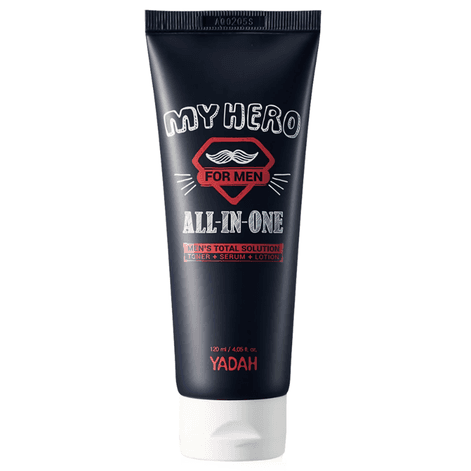 A00205S
MY HERO
FOR MEN
ALL-IN-ONE
MEN'S TOTAL SOLUTION
TONER + SERUM + LOTION
120 ml / 4.05 fl. oz.
YADAH